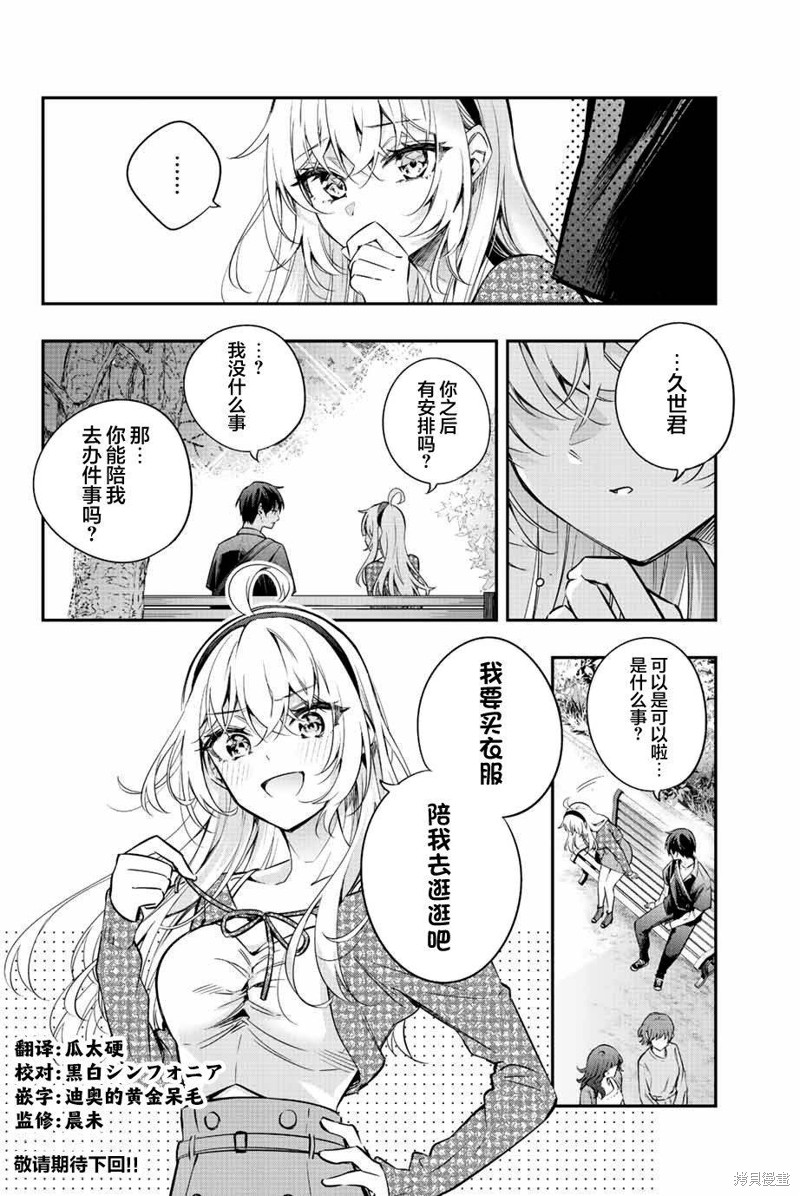 ……
…久世君
你之后
有安排吗？
…？
我没什么事
那…
你能陪我
去办件事吗？
可以是可以啦…
是什么事？
我要买衣服
陪我去逛逛吧
翻译：瓜太硬
校对：黑白シンフォニア
嵌字：迪奥的黄金呆毛
监修：晨未
敬请期待下回!!
拷貝漫畫